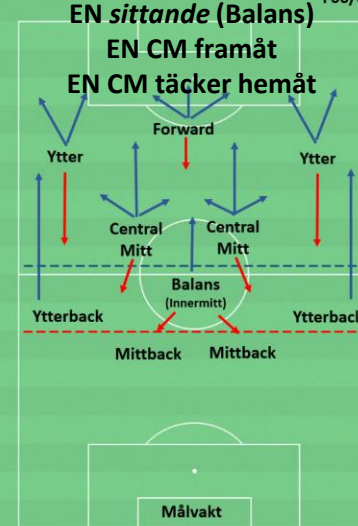 EN sittande (Balans)
EN CM framåt
EN CM täcker hemåt
Forward
Ytter
Ytter
Central
Mitt
Central
Mitt
Balans
(Innermitt)
Ytterback
Ytterback
Mittback
Mittback
Målvakt